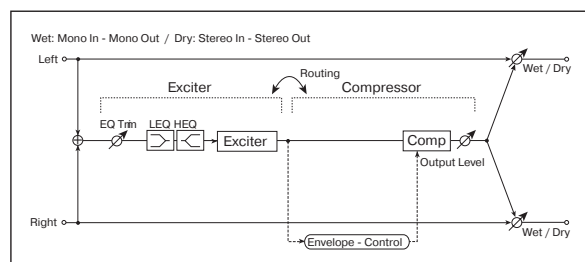 Wet: Mono In - Mono Out / Dry: Stereo In - Stereo Out
Left
Wet / Dry
Routing
Exciter
Compressor
EQ Trim
LEQ HEQ
Exciter
Comp
Output Level
Right
Wet / Dry
Envelope - Control